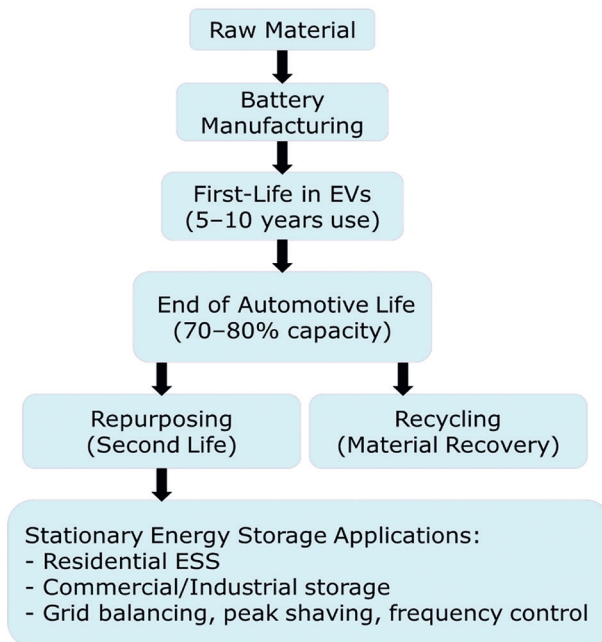 Raw Material
Battery
Manufacturing
First-Life in EVs
(5–10 years use)
End of Automotive Life
(70–80% capacity)
Repurposing
(Second Life)
Recycling
(Material Recovery)
Stationary Energy Storage Applications:
- Residential ESS
- Commercial/Industrial storage
- Grid balancing, peak shaving, frequency control